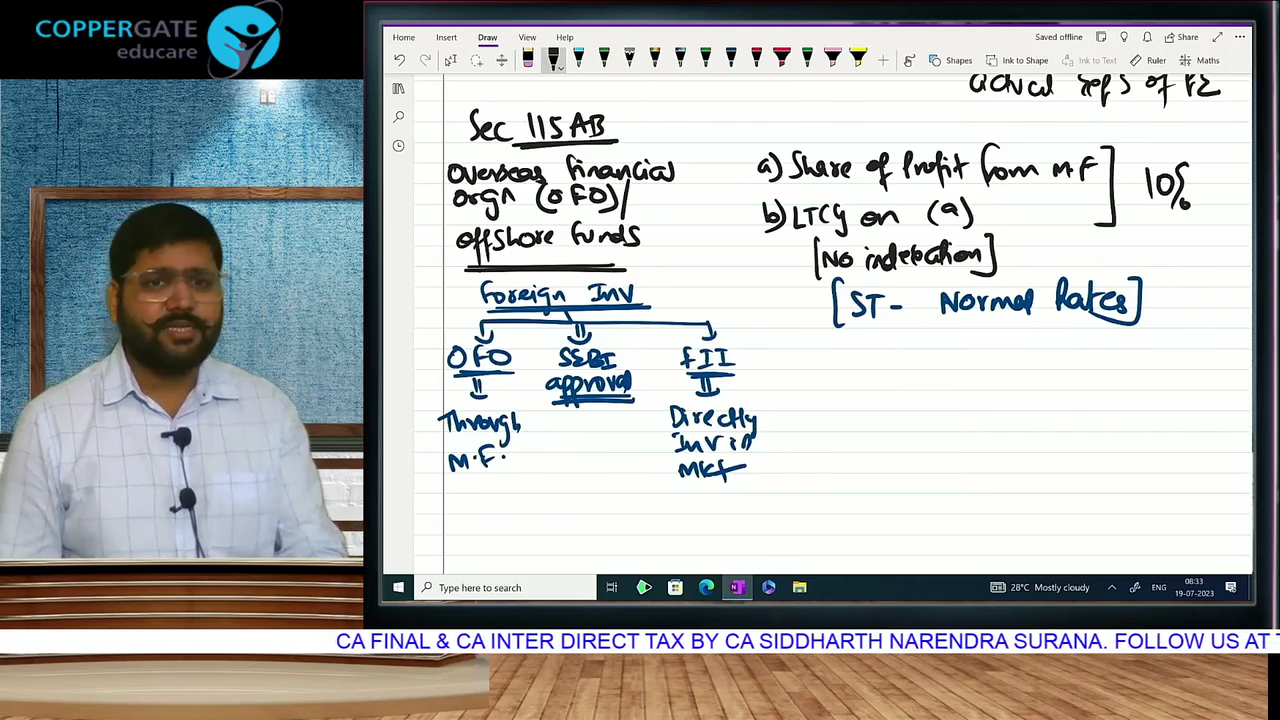 COPPERGATE
educare
Home Insert Draw View Help
Saved offline
Share
Shapes
Ink to Shape
Ink to Text
Ruler
Maths
actual of FE
Sec 115AB
Overseas financial
orgn (OFO)/
offshore funds
a) Share of Profit from M.F
b) LTCG on (a)
10%
[No indexation]
[ST - Normal Rates]
Foreign Inv
OFO
SEBI
approval
FII
Through
M.F.
Directly
Inv in
Mkt
Type here to search
28°C Mostly cloudy
ENG
08:33
19-07-2023
CA FINAL & CA INTER DIRECT TAX BY CA SIDDHARTH NARENDRA SURANA. FOLLOW US AT